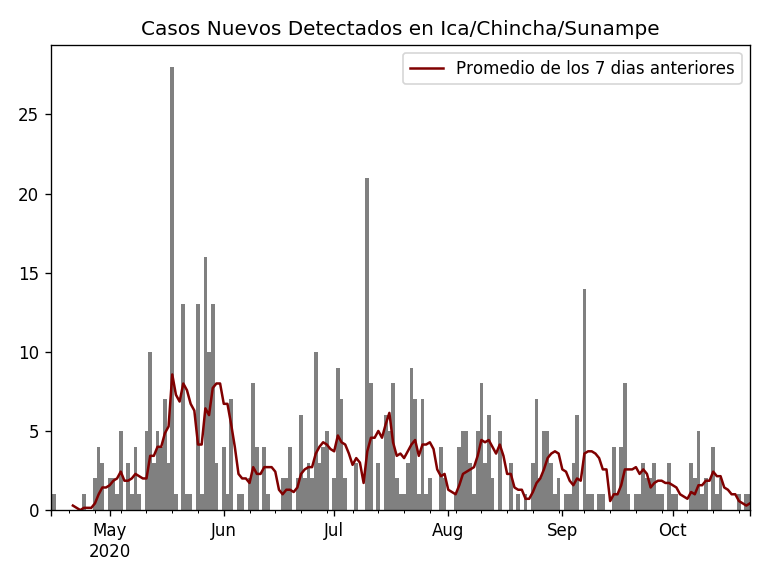 Casos Nuevos Detectados en Ica/Chincha/Sunampe
Promedio de los 7 dias anteriores
25
20
15
10
5
0
May Jun Jul Aug Sep Oct
2020